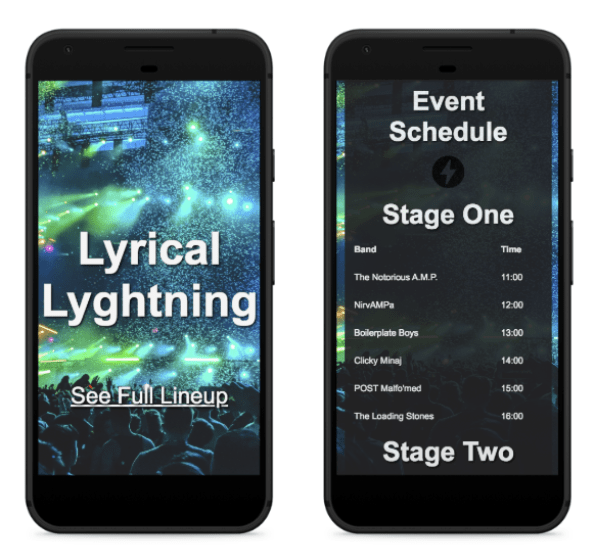 Lyrical
Lyghtning
See Full Lineup
Event
Schedule
Stage One
Band Time
The Notorious A.M.P. 11:00
NirvAMPa 12:00
Boilerplate Boys 13:00
Clicky Minaj 14:00
POST Malfo'med 15:00
The Loading Stones 16:00
Stage Two